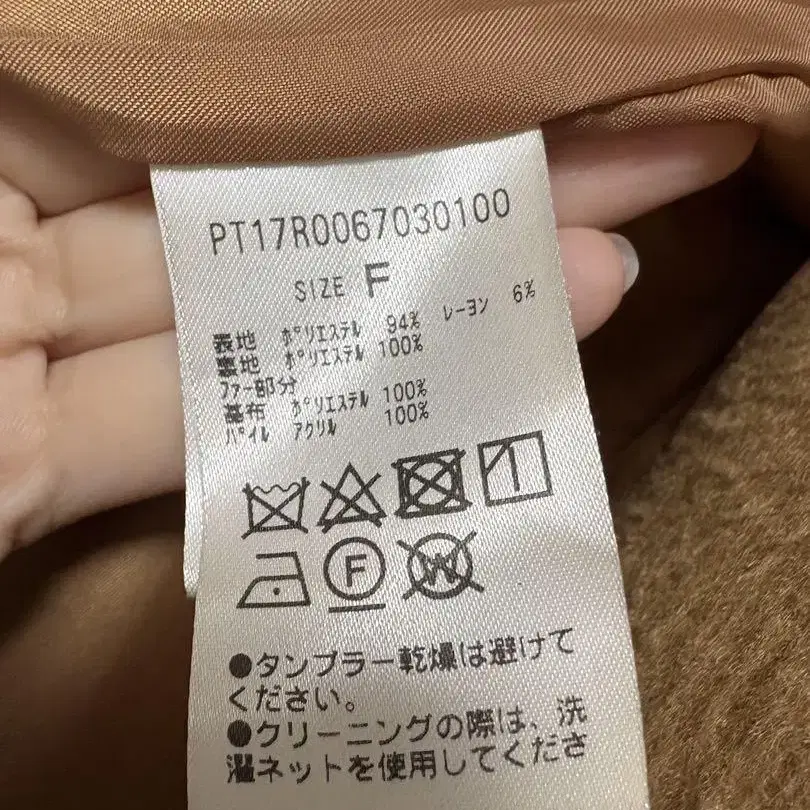 PT17R0067030100
SIZE F
表地 ﾎﾟﾘｴｽﾃﾙ 94% ﾚｰﾖﾝ 6%
裏地 ﾎﾟﾘｴｽﾃﾙ 100%
ﾌｧｰ部分
基布 ﾎﾟﾘｴｽﾃﾙ 100%
ﾊﾟｲﾙ ｱｸﾘﾙ 100%
F W
●タンブラー乾燥は避けて
ください。
●クリーニングの際は、洗
濯ネットを使用してくださ